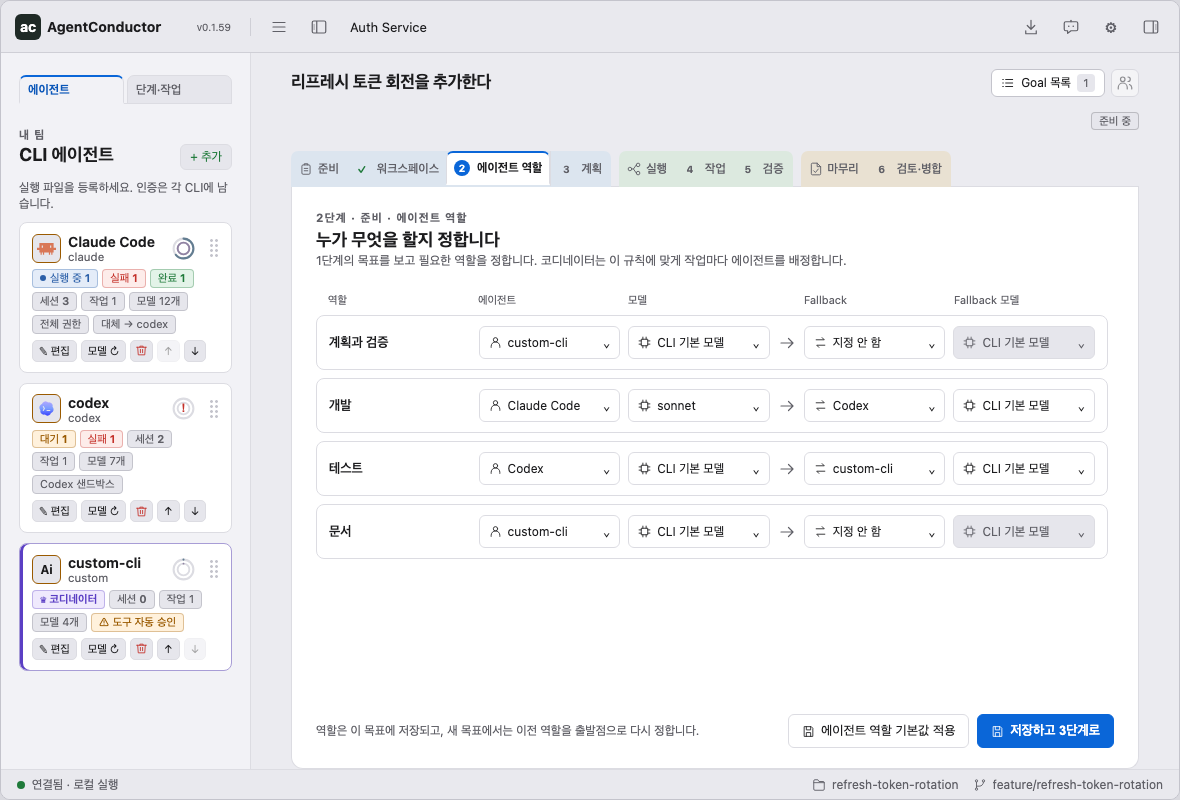 ac AgentConductor v0.1.59 Auth Service
에이전트 단계·작업
내 팀
CLI 에이전트
+ 추가
실행 파일을 등록하세요. 인증은 각 CLI에 남
습니다.
Claude Code
claude
실행 중 1 실패 1 완료 1
세션 3 작업 1 모델 12개
전체 권한 대체 → codex
✎ 편집 모델 ↻ ↑ ↓
codex
codex
대기 1 실패 1 세션 2
작업 1 모델 7개
Codex 샌드박스
✎ 편집 모델 ↻ ↑ ↓
Ai custom-cli
custom
♛ 코디네이터 세션 0 작업 1
모델 4개 ⚠ 도구 자동 승인
✎ 편집 모델 ↻ ↑ ↓
리프레시 토큰 회전을 추가한다
Goal 목록 1
준비 중
준비 ✓ 워크스페이스 2 에이전트 역할 3 계획 실행 4 작업 5 검증 마무리 6 검토·병합
2단계 · 준비 · 에이전트 역할
누가 무엇을 할지 정합니다
1단계의 목표를 보고 필요한 역할을 정합니다. 코디네이터는 이 규칙에 맞게 작업마다 에이전트를 배정합니다.
역할 에이전트 모델 Fallback Fallback 모델
계획과 검증 custom-cli CLI 기본 모델 → 지정 안 함 CLI 기본 모델
개발 Claude Code sonnet → Codex CLI 기본 모델
테스트 Codex CLI 기본 모델 → custom-cli CLI 기본 모델
문서 custom-cli CLI 기본 모델 → 지정 안 함 CLI 기본 모델
역할은 이 목표에 저장되고, 새 목표에서는 이전 역할을 출발점으로 다시 정합니다.
에이전트 역할 기본값 적용
저장하고 3단계로
연결됨 · 로컬 실행
refresh-token-rotation feature/refresh-token-rotation